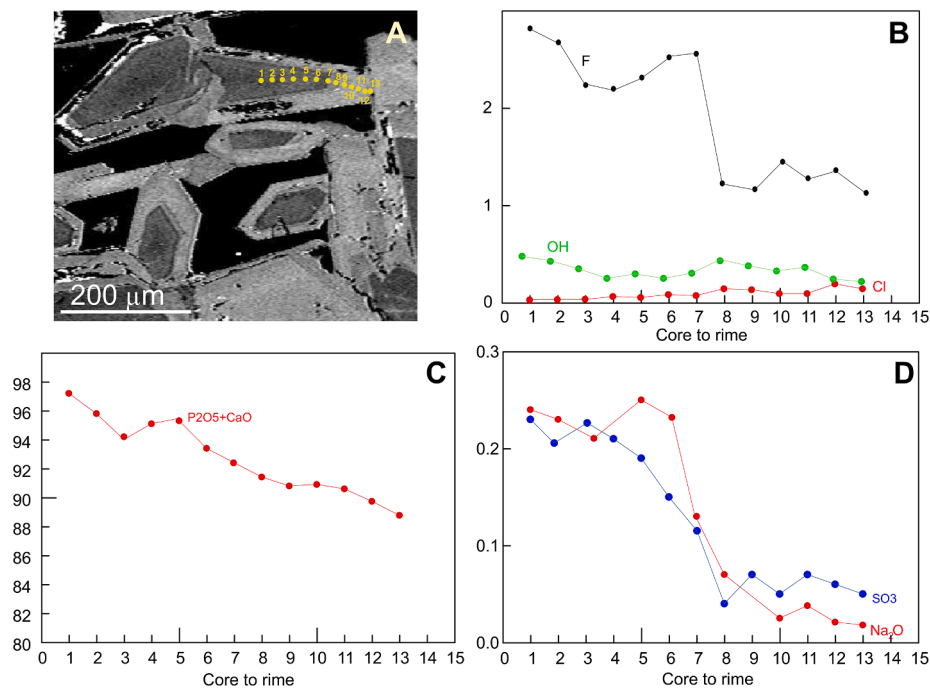 A
1 2 3 4 5 6 7 8 9 11 13
10 12
200 μm
B
2
1
0
F
OH
Cl
0 1 2 3 4 5 6 7 8 9 10 11 12 13 15
Core to rime
C
98
96
94
92
90
88
86
84
82
80
P2O5+CaO
0 1 2 3 4 5 6 7 8 9 10 11 12 13 14 15
Core to rime
D
0.3
0.2
0.1
0.0
SO3
Na2O
0 1 2 3 4 5 6 7 8 9 10 11 12 13 15
Core to rime